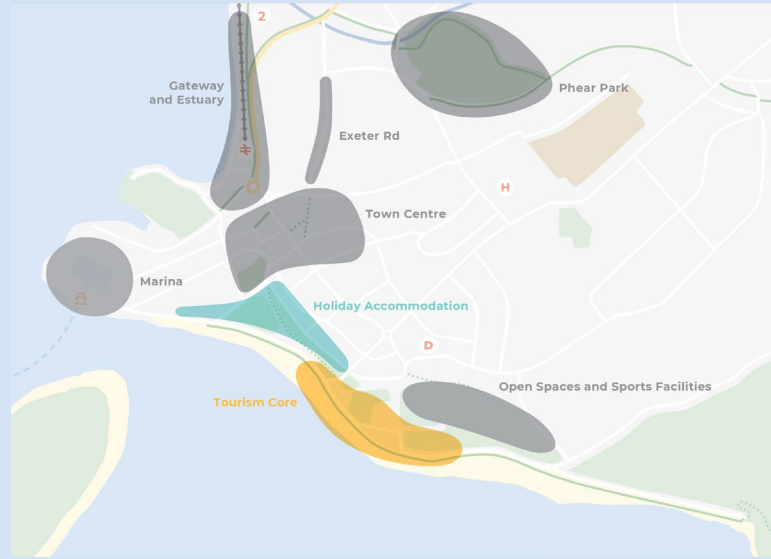 2
Gateway
and Estuary
Phear Park
Exeter Rd
H
Town Centre
Marina
Holiday Accommodation
D
Open Spaces and Sports Facilities
Tourism Core